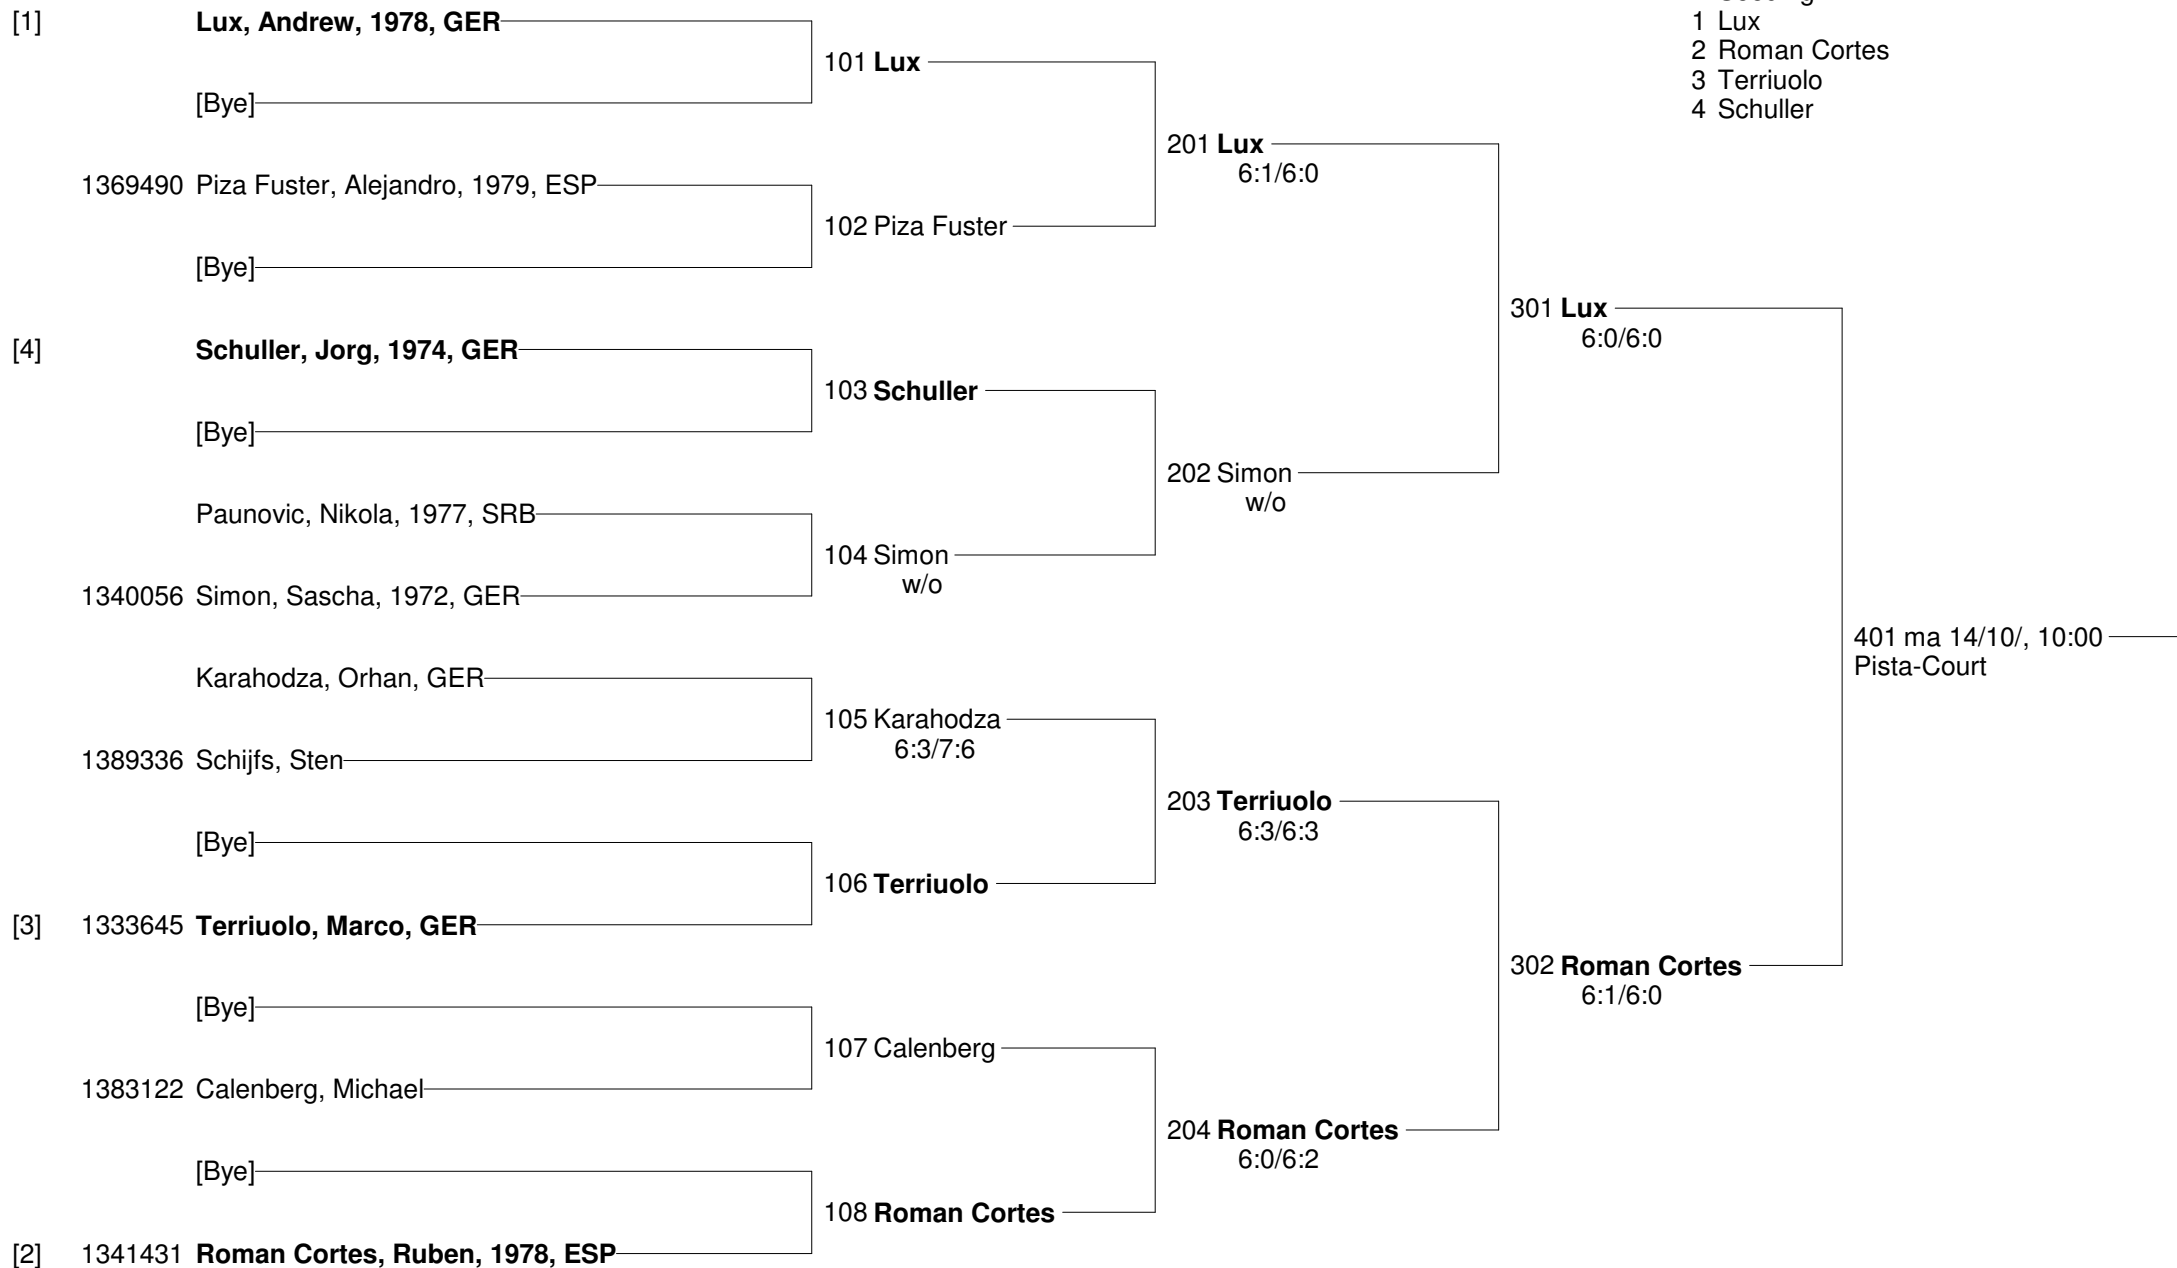 [1] Lux, Andrew, 1978, GER
[Bye]
1369490 Piza Fuster, Alejandro, 1979, ESP
[Bye]
[4] Schuller, Jorg, 1974, GER
[Bye]
Paunovic, Nikola, 1977, SRB
1340056 Simon, Sascha, 1972, GER
Karahodza, Orhan, GER
1389336 Schijfs, Sten
[Bye]
[3] 1333645 Terriuolo, Marco, GER
[Bye]
1383122 Calenberg, Michael
[Bye]
[2] 1341431 Roman Cortes, Ruben, 1978, ESP
101 Lux
102 Piza Fuster
103 Schuller
104 Simon
w/o
105 Karahodza
6:3/7:6
106 Terriuolo
107 Calenberg
108 Roman Cortes
201 Lux
6:1/6:0
202 Simon
w/o
203 Terriuolo
6:3/6:3
204 Roman Cortes
6:0/6:2
301 Lux
6:0/6:0
302 Roman Cortes
6:1/6:0
401 ma 14/10/, 10:00
Pista-Court
1 Lux
2 Roman Cortes
3 Terriuolo
4 Schuller